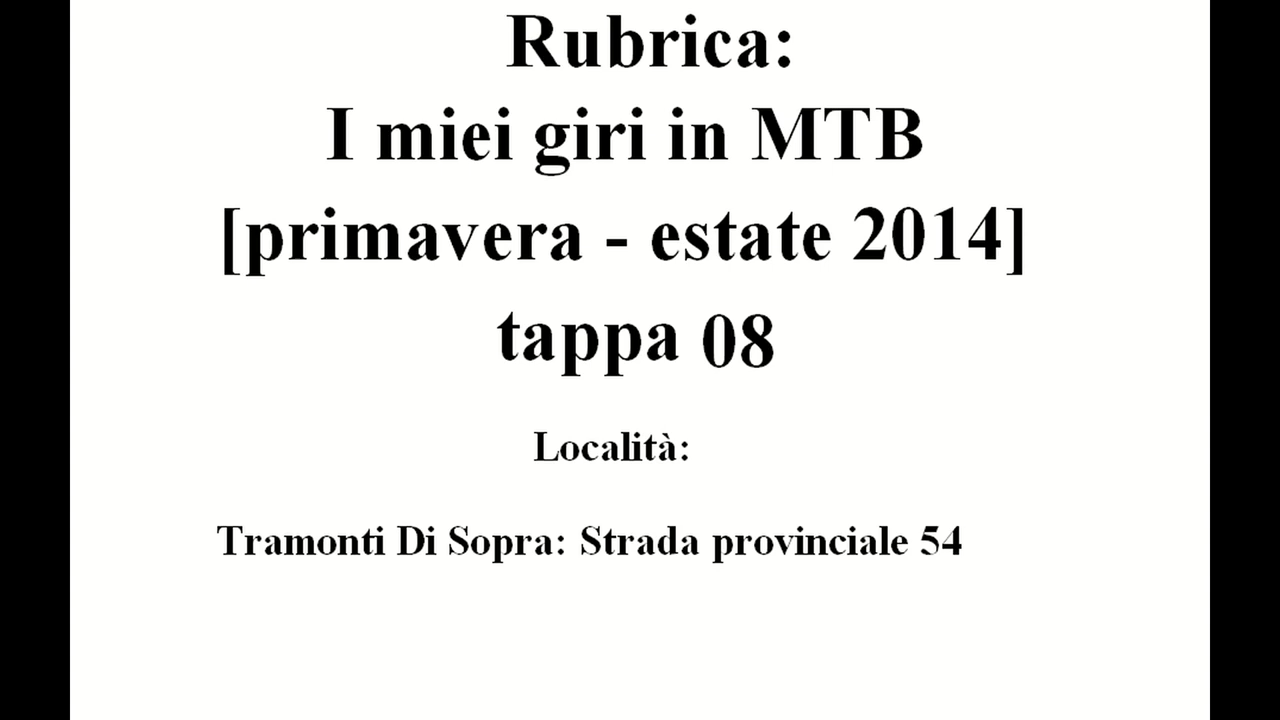 Rubrica:
I miei giri in MTB
[primavera - estate 2014]
tappa 08
Località:
Tramonti Di Sopra: Strada provinciale 54